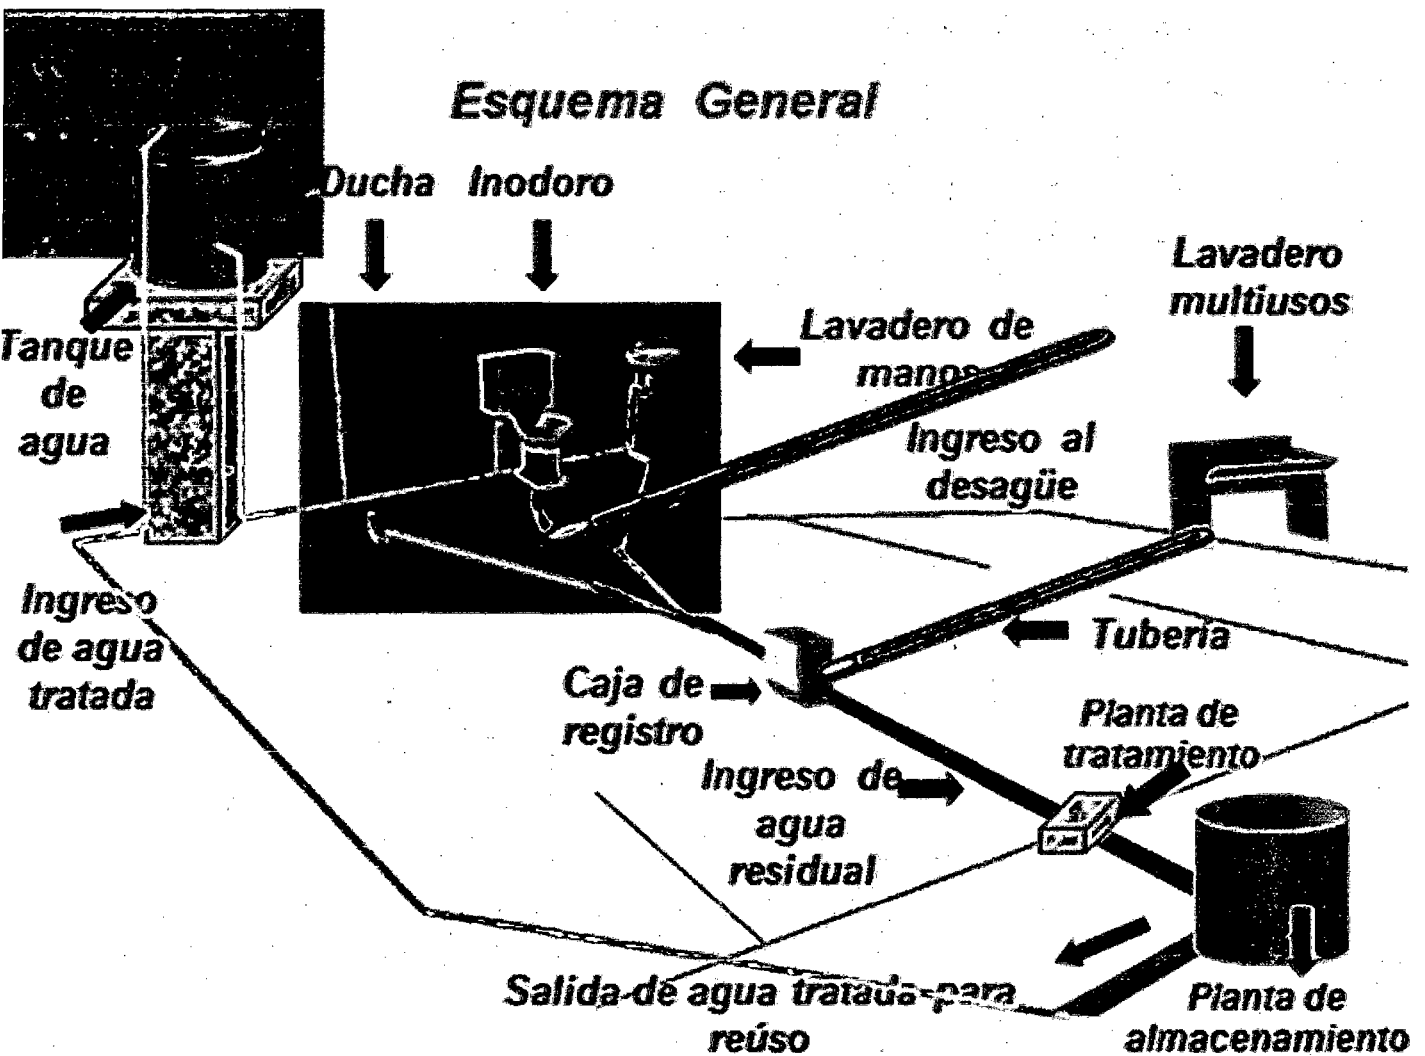 Esquema General
Ducha Inodoro
Lavadero
multiusos
Lavadero de
manos
Tanque
de
agua
Ingreso al
desagüe
Ingreso
de agua
tratada
Tubería
Caja de
registro
Planta de
tratamiento
Ingreso de
agua
residual
Salida de agua tratada para
reúso
Planta de
almacenamiento